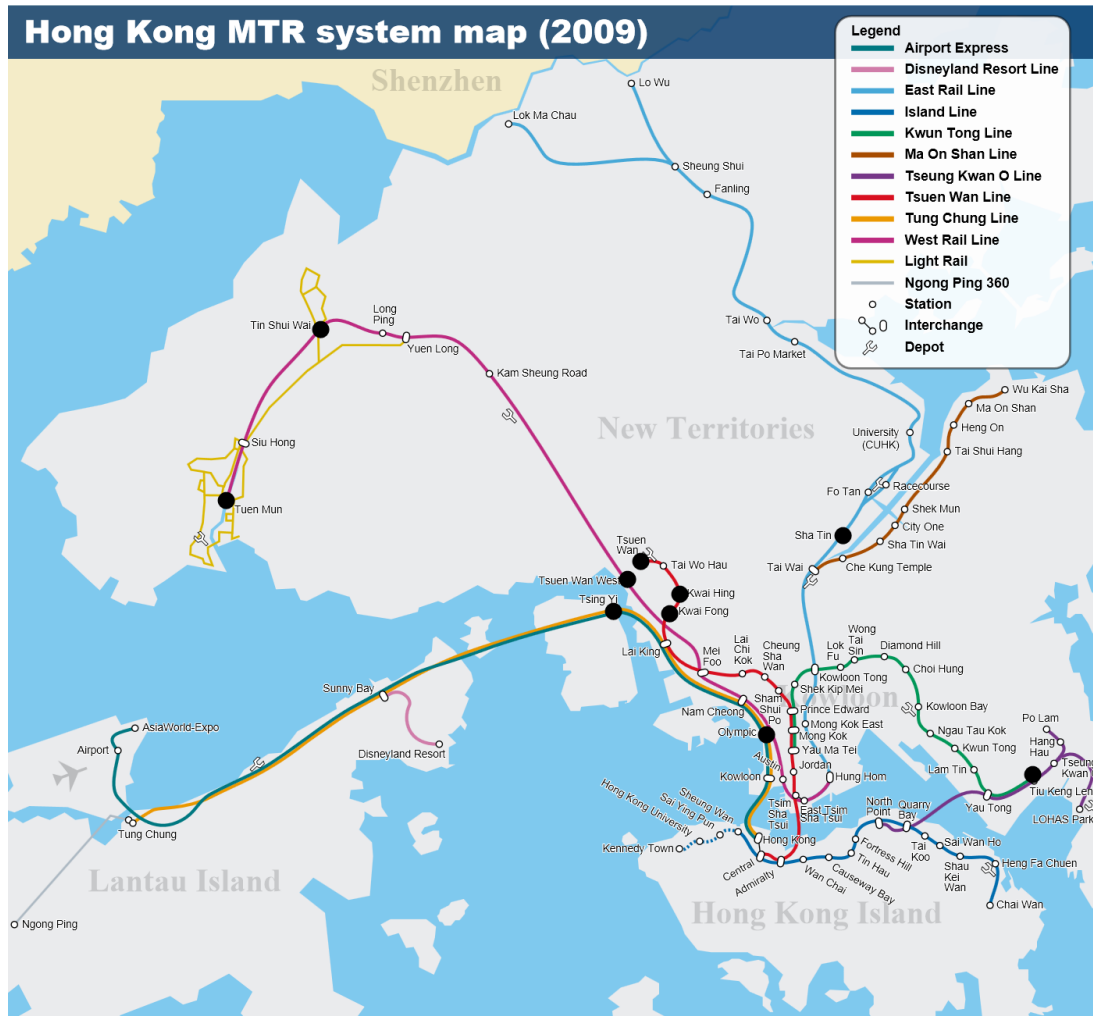 Hong Kong MTR system map (2009)
Legend
Airport Express
Disneyland Resort Line
East Rail Line
Island Line
Kwun Tong Line
Ma On Shan Line
Tseung Kwan O Line
Tsuen Wan Line
Tung Chung Line
West Rail Line
Light Rail
Ngong Ping 360
Station
Interchange
Depot
Shenzhen
Lo Wu
Lok Ma Chau
Sheung Shui
Fanling
Tai Wo
Tai Po Market
Long
Ping
Tin Shui Wai
Yuen Long
Kam Sheung Road
Wu Kai Sha
Ma On Shan
Heng On
Tai Shui Hang
New Territories
University
(CUHK)
Siu Hong
Tuen Mun
Fo Tan
Racecourse
Shek Mun
City One
Sha Tin
Sha Tin Wai
Tai Wai
Che Kung Temple
Tsuen
Wan
Tai Wo Hau
Tsuen Wan West
Kwai Hing
Tsing Yi
Kwai Fong
Lai King
Mei
Foo
Lai
Chi
Kok
Cheung
Sha
Wan
Lok
Fu
Wong
Tai
Sin
Diamond Hill
Choi Hung
Kowloon Tong
Shek Kip Mei
Kowloon
Sham
Shui
Po
Nam Cheong
Prince Edward
Mong Kok East
Olympic
Mong Kok
Yau Ma Tei
Kowloon Bay
Ngau Tau Kok
Kwun Tong
Lam Tin
Po Lam
Hang
Hau
Tseung
Kwan
Tiu Keng Len
LOHAS Park
Yau Tong
Austin
Jordan
Kowloon
Hung Hom
Tsim
Sha
Tsui
East Tsim
Sha Tsui
Sunny Bay
Disneyland Resort
AsiaWorld-Expo
Airport
Tung Chung
Lantau Island
Ngong Ping
Sheung Wan
Sai Ying Pun
Hong Kong University
Kennedy Town
Hong Kong
Central
Admiralty
Wan Chai
Causeway Bay
Tin Hau
Fortress Hill
North
Point
Quarry
Bay
Tai
Koo
Sai Wan Ho
Shau
Kei
Wan
Heng Fa Chuen
Chai Wan
Hong Kong Island